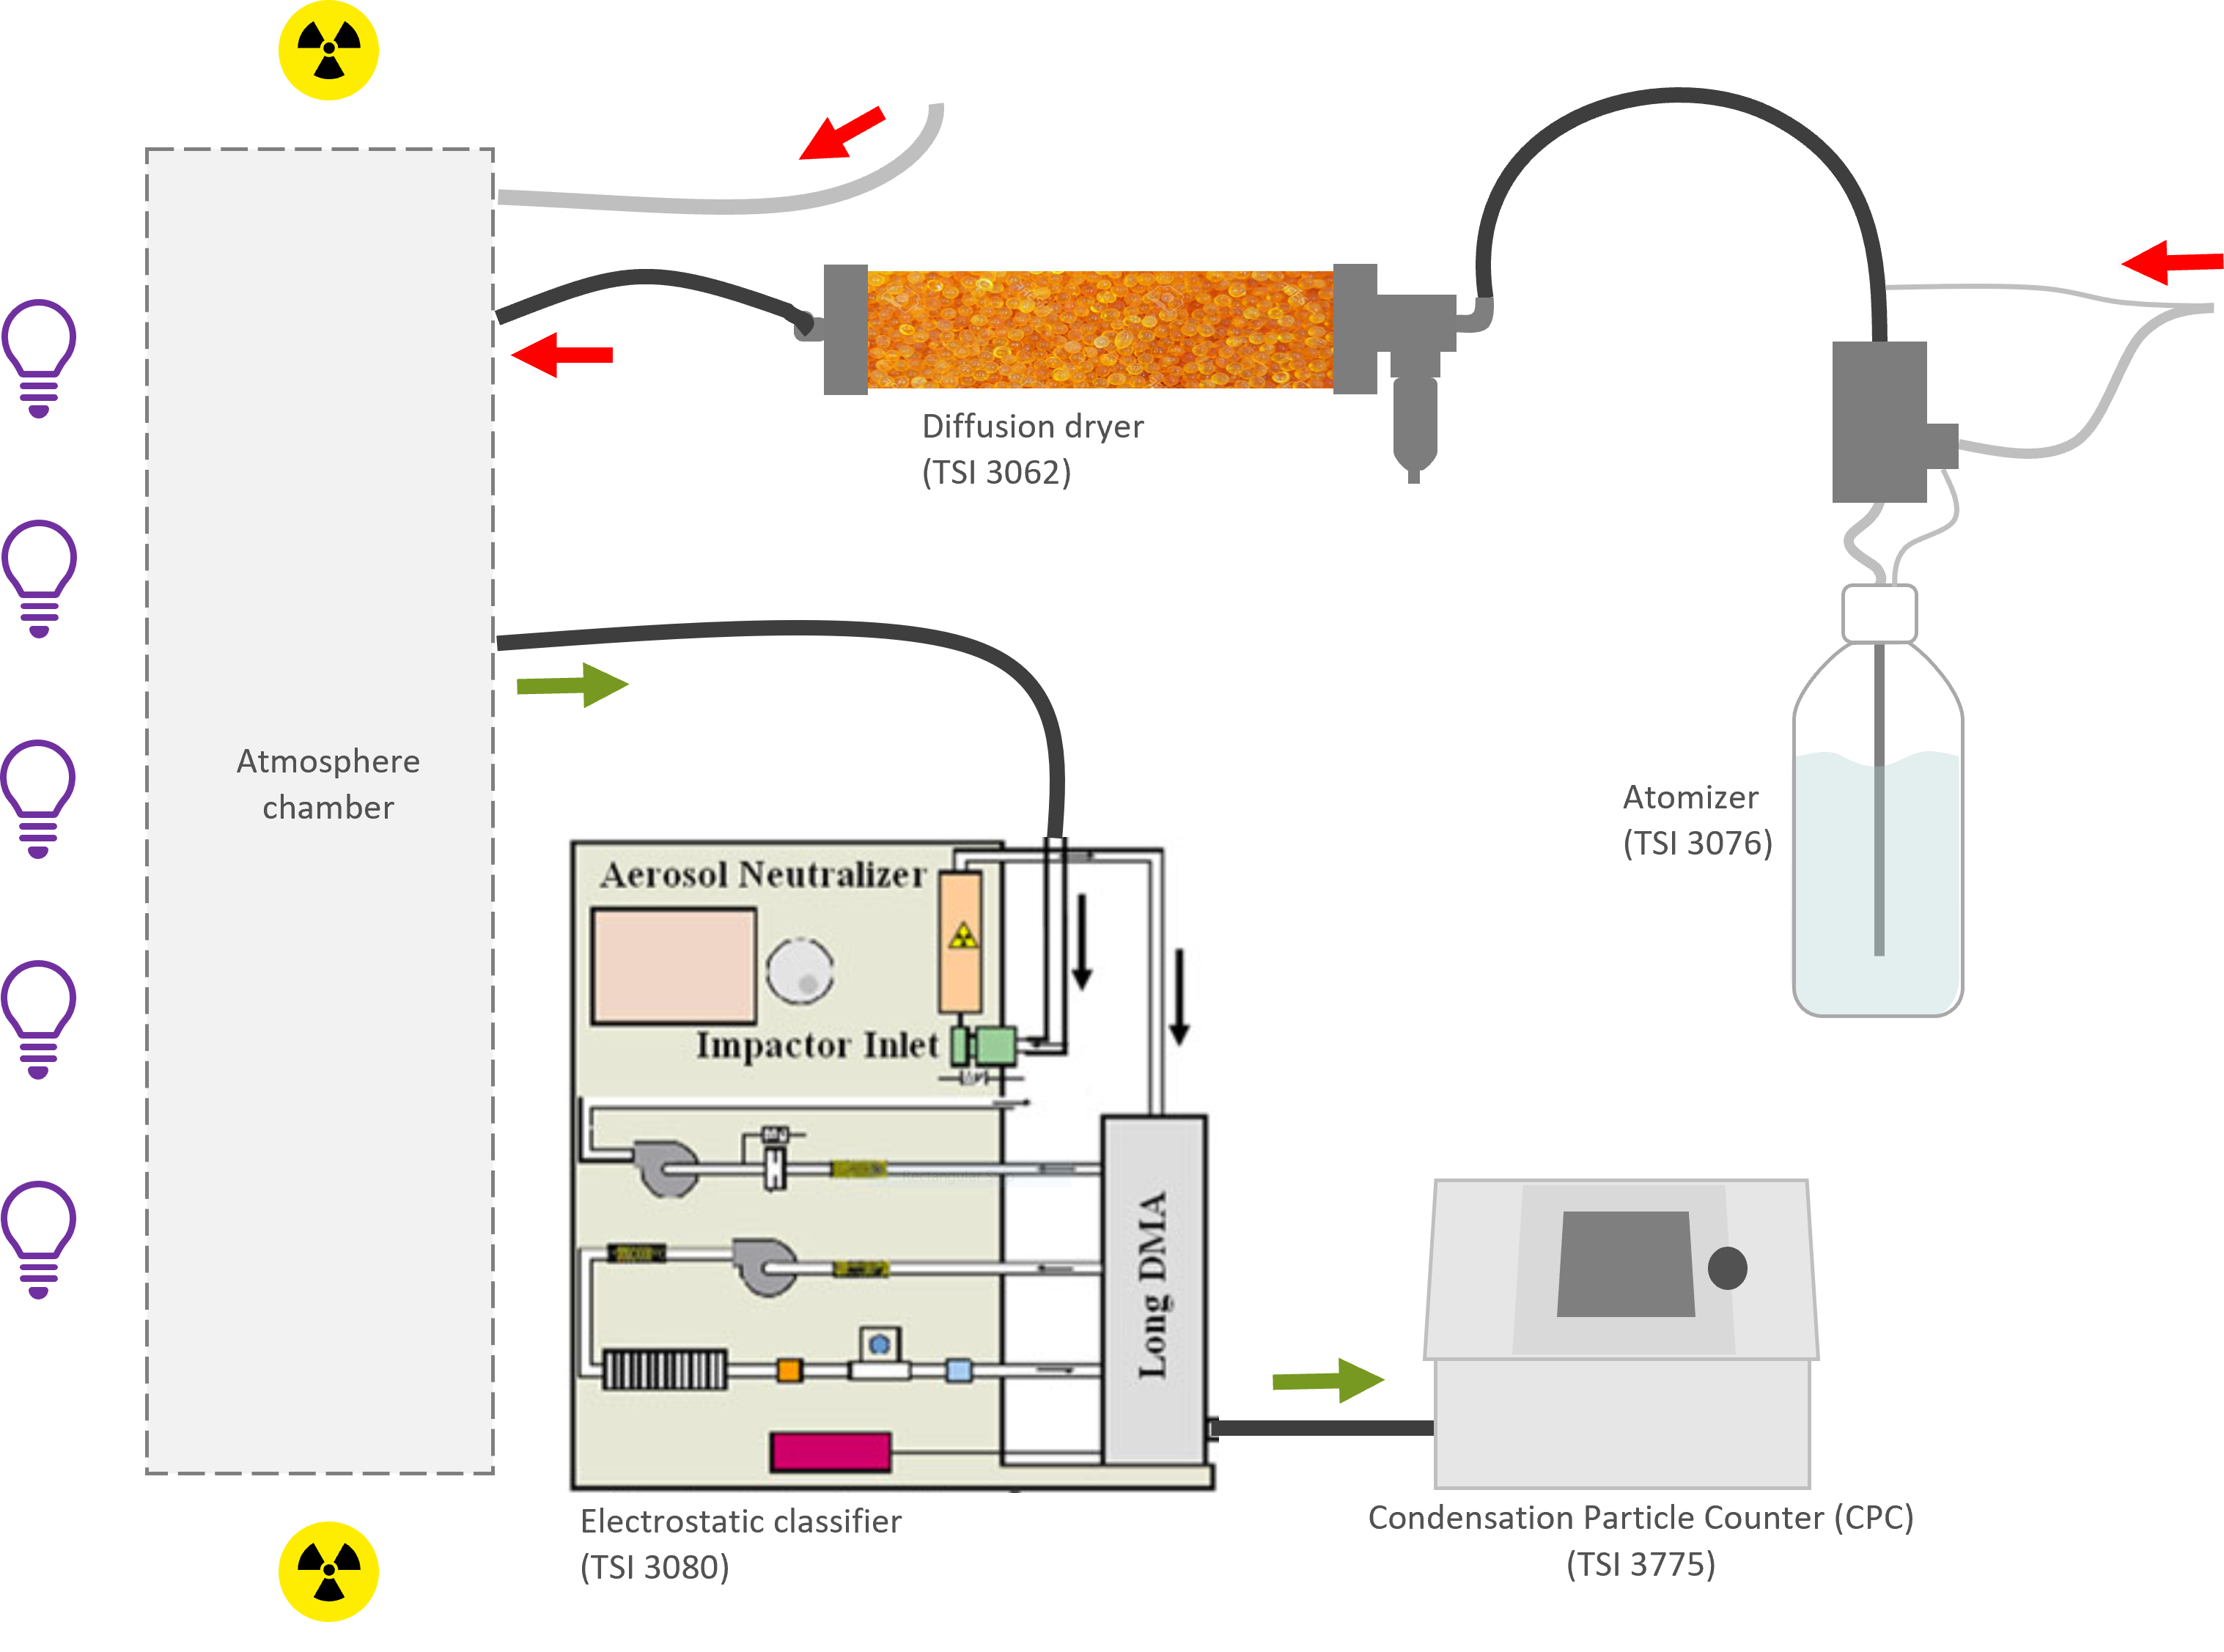 Diffusion dryer
(TSI 3062)
Atmosphere
chamber
Atomizer
(TSI 3076)
Aerosol Neutralizer
Impactor Inlet
Long DMA
Electrostatic classifier
(TSI 3080)
Condensation Particle Counter (CPC)
(TSI 3775)